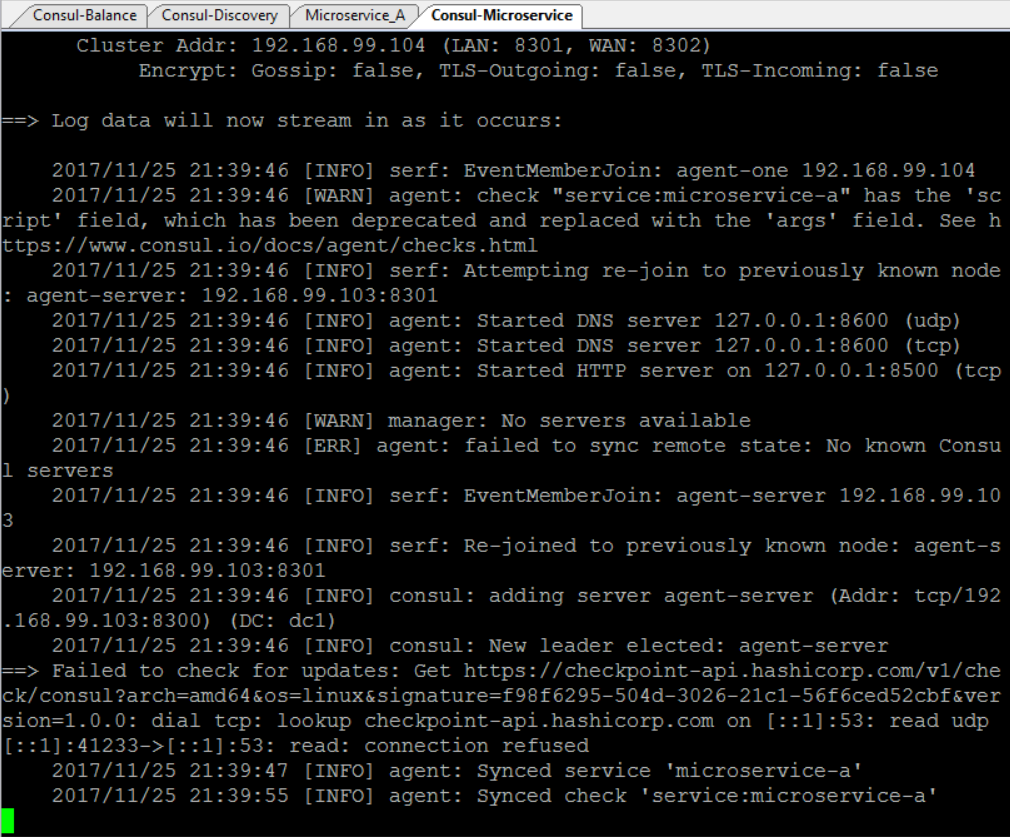 Consul-Balance Consul-Discovery Microservice_A Consul-Microservice
Cluster Addr: 192.168.99.104 (LAN: 8301, WAN: 8302)
Encrypt: Gossip: false, TLS-Outgoing: false, TLS-Incoming: false
==> Log data will now stream in as it occurs:
2017/11/25 21:39:46 [INFO] serf: EventMemberJoin: agent-one 192.168.99.104
2017/11/25 21:39:46 [WARN] agent: check "service:microservice-a" has the 'sc
ript' field, which has been deprecated and replaced with the 'args' field. See h
ttps://www.consul.io/docs/agent/checks.html
2017/11/25 21:39:46 [INFO] serf: Attempting re-join to previously known node
: agent-server: 192.168.99.103:8301
2017/11/25 21:39:46 [INFO] agent: Started DNS server 127.0.0.1:8600 (udp)
2017/11/25 21:39:46 [INFO] agent: Started DNS server 127.0.0.1:8600 (tcp)
2017/11/25 21:39:46 [INFO] agent: Started HTTP server on 127.0.0.1:8500 (tcp
)
2017/11/25 21:39:46 [WARN] manager: No servers available
2017/11/25 21:39:46 [ERR] agent: failed to sync remote state: No known Consu
l servers
2017/11/25 21:39:46 [INFO] serf: EventMemberJoin: agent-server 192.168.99.10
3
2017/11/25 21:39:46 [INFO] serf: Re-joined to previously known node: agent-s
erver: 192.168.99.103:8301
2017/11/25 21:39:46 [INFO] consul: adding server agent-server (Addr: tcp/192
.168.99.103:8300) (DC: dc1)
2017/11/25 21:39:46 [INFO] consul: New leader elected: agent-server
==> Failed to check for updates: Get https://checkpoint-api.hashicorp.com/v1/che
ck/consul?arch=amd64&os=linux&signature=f98f6295-504d-3026-21c1-56f6ced52cbf&ver
sion=1.0.0: dial tcp: lookup checkpoint-api.hashicorp.com on [::1]:53: read udp
[::1]:41233->[::1]:53: read: connection refused
2017/11/25 21:39:47 [INFO] agent: Synced service 'microservice-a'
2017/11/25 21:39:55 [INFO] agent: Synced check 'service:microservice-a'